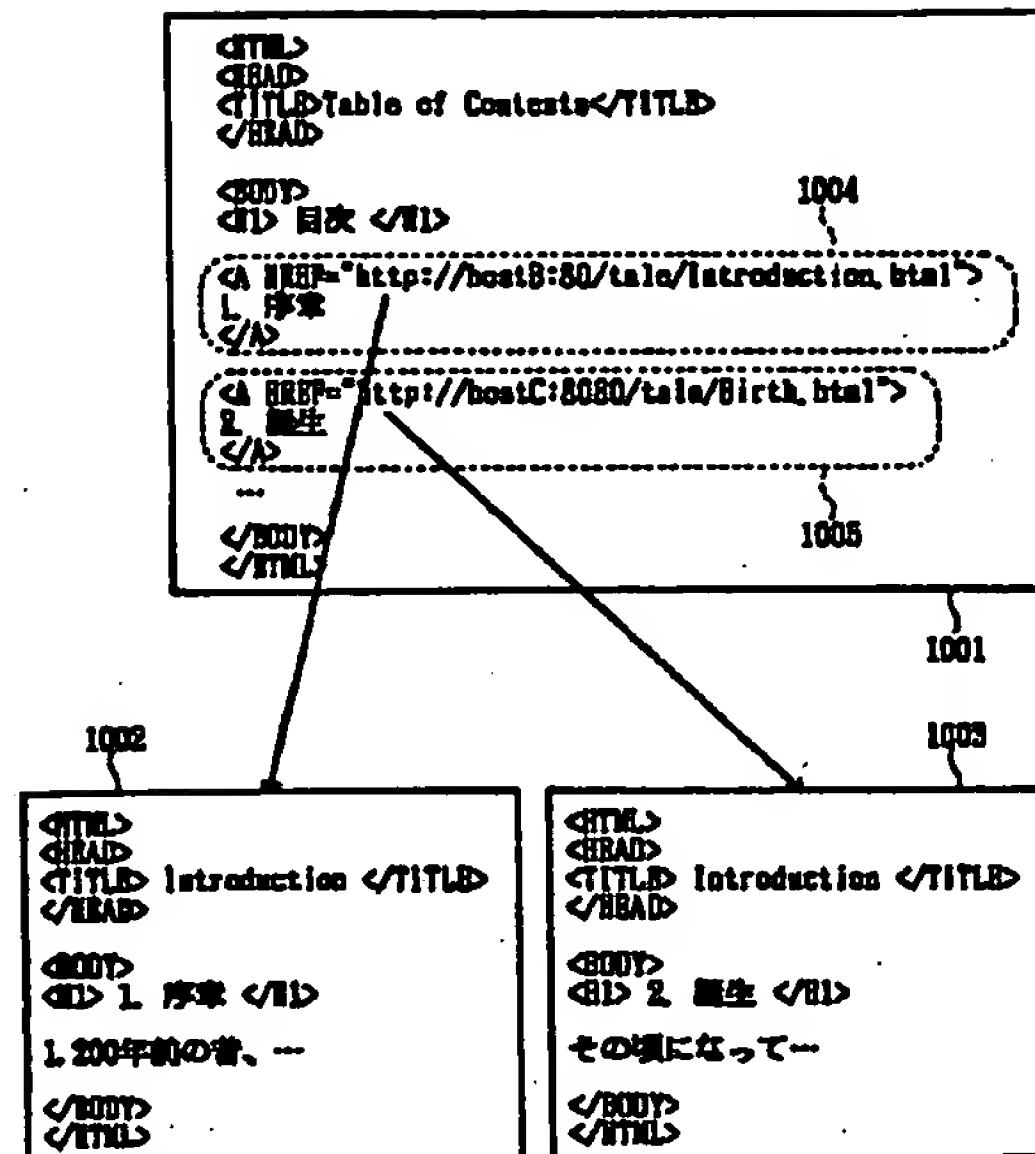 <HTML>
<HEAD>
<TITLE>Table of Contents</TITLE>
</HEAD>
<BODY>
<H1> 目次 </H1>
1004
<A HREF="http://hostB:80/tale/Introduction.html">
1. 序章
</A>
<A HREF="http://hostC:8080/tale/Birth.html">
2. 誕生
</A>
…
1005
</BODY>
</HTML>
1001
1002
<HTML>
<HEAD>
<TITLE> Introduction </TITLE>
</HEAD>
<BODY>
<H1> 1. 序章 </H1>
1,200年前の昔、…
</BODY>
</HTML>
1003
<HTML>
<HEAD>
<TITLE> Introduction </TITLE>
</HEAD>
<BODY>
<H1> 2. 誕生 </H1>
その頃になって…
</BODY>
</HTML>